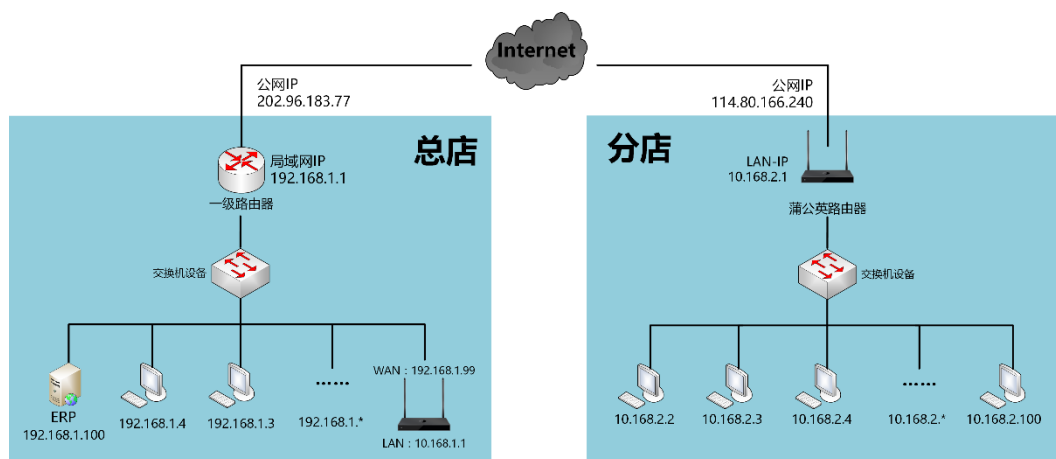 Internet
公网IP
202.96.183.77
公网IP
114.80.166.240
总店
局域网IP
192.168.1.1
一级路由器
交换机设备
ERP
192.168.1.100
192.168.1.4
192.168.1.3
......
192.168.1.*
WAN：192.168.1.99
LAN：10.168.1.1
分店
LAN-IP
10.168.2.1
蒲公英路由器
交换机设备
10.168.2.2
10.168.2.3
10.168.2.4
......
10.168.2.*
10.168.2.100